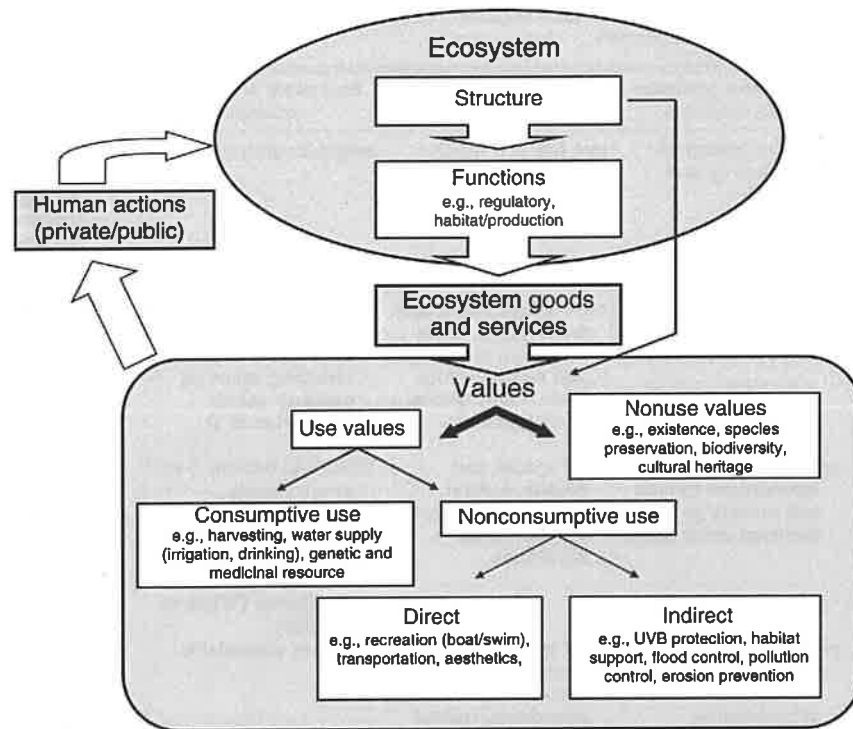 Ecosystem
Structure
Functions
e.g., regulatory,
habitat/production
Human actions
(private/public)
Ecosystem goods
and services
Values
Nonuse values
e.g., existence, species
preservation, biodiversity,
cultural heritage
Use values
Consumptive use
e.g., harvesting, water supply
(irrigation, drinking), genetic and
medicinal resource
Nonconsumptive use
Direct
e.g., recreation (boat/swim),
transportation, aesthetics,
Indirect
e.g., UVB protection, habitat
support, flood control, pollution
control, erosion prevention